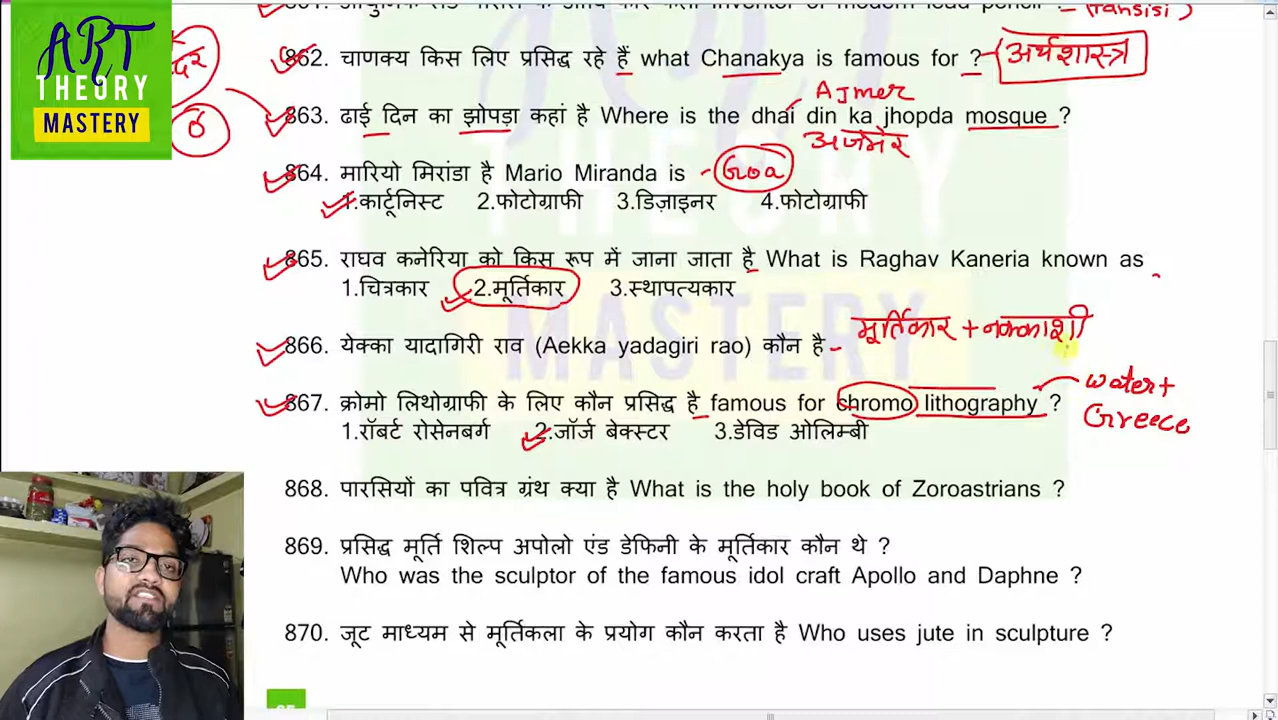 ART
THEORY
MASTERY
862. चाणक्य किस लिए प्रसिद्ध रहे हैं what Chanakya is famous for ? अर्थशास्त्र
Ajmer
863. ढाई दिन का झोपड़ा कहां है Where is the dhai din ka jhopda mosque ?
अजमेर
864. मारियो मिरांडा है Mario Miranda is - Goa
1.कार्टूनिस्ट 2.फोटोग्राफी 3.डिज़ाइनर 4.फोटोग्राफी
865. राघव कनेरिया को किस रूप में जाना जाता है What is Raghav Kaneria known as
1.चित्रकार 2.मूर्तिकार 3.स्थापत्यकार
मूर्तिकार + नक्काशी
866. येक्का यादागिरी राव (Aekka yadagiri rao) कौन है -
water +
867. क्रोमो लिथोग्राफी के लिए कौन प्रसिद्ध है famous for chromo lithography ?
Greece
1.रॉबर्ट रोसेनबर्ग 2.जॉर्ज बेक्स्टर 3.डेविड ओलिम्बी
868. पारसियों का पवित्र ग्रंथ क्या है What is the holy book of Zoroastrians ?
869. प्रसिद्ध मूर्ति शिल्प अपोलो एंड डेफिनी के मूर्तिकार कौन थे ?
Who was the sculptor of the famous idol craft Apollo and Daphne ?
870. जूट माध्यम से मूर्तिकला के प्रयोग कौन करता है Who uses jute in sculpture ?